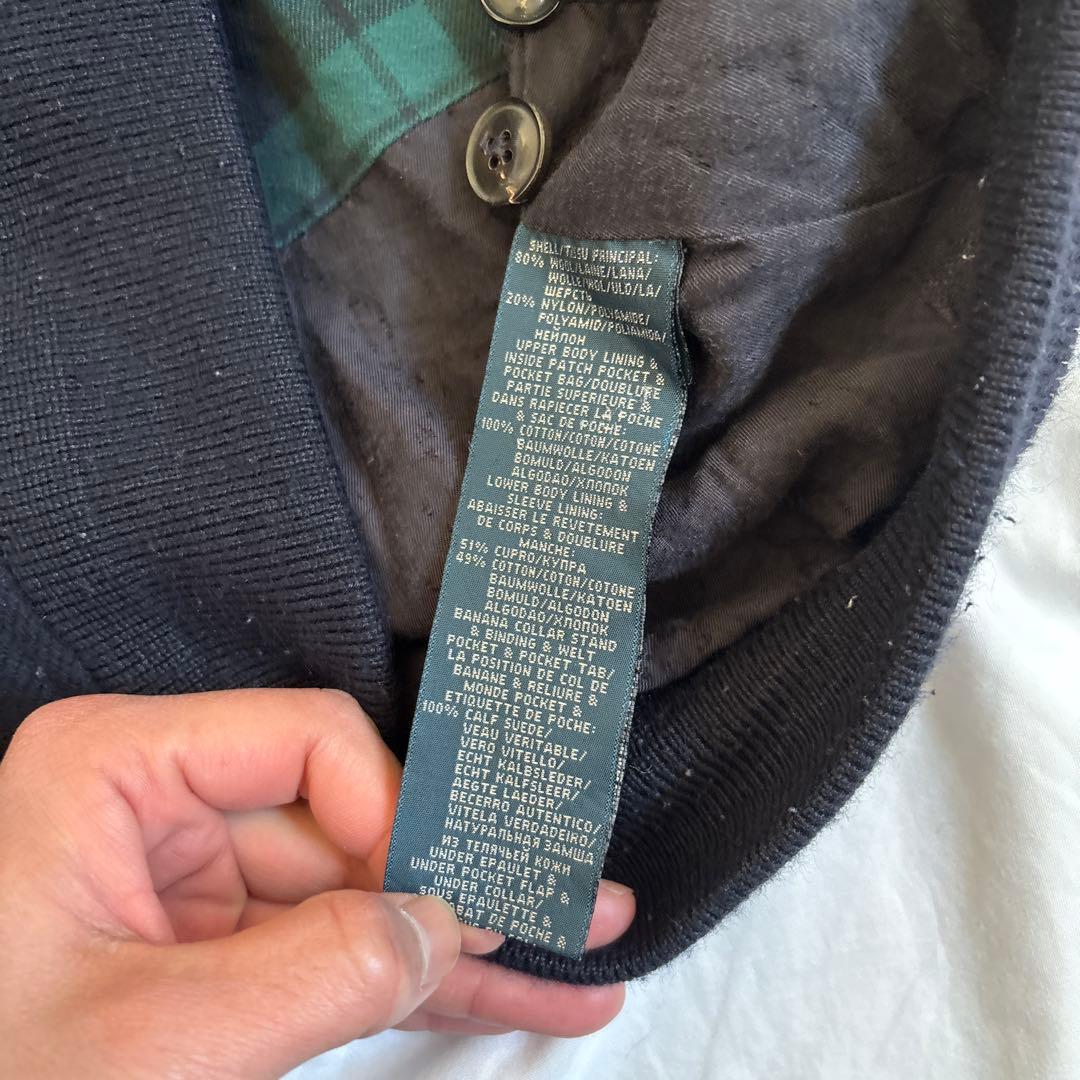 SHELL/TISSU PRINCIPAL:
80% WOOL/LAINE/LANA/
WOLLE/WOL/ULD/LÃ/
ШЕРСТЬ
20% NYLON/POLYAMIDE/
POLYAMID/POLIAMIDA/
НЕЙЛОН
UPPER BODY LINING &
INSIDE PATCH POCKET &
POCKET BAG/DOUBLURE
PARTIE SUPERIEURE &
DANS RAPIECER LA POCHE
& SAC DE POCHE:
100% COTTON/COTON/COTONE
BAUMWOLLE/KATOEN
BOMULD/ALGODON
ALGODAO/ХЛОПОК
LOWER BODY LINING &
SLEEVE LINING:
ABAISSER LE REVETEMENT
DE CORPS & DOUBLURE
MANCHE:
51% CUPRO/КУПРА
49% COTTON/COTON/COTONE
BAUMWOLLE/KATOEN
BOMULD/ALGODON
ALGODAO/ХЛОПОК
BANANA COLLAR STAND
& BINDING & WELT
POCKET & POCKET TAB/
LA POSITION DE COL DE
BANANE & RELIURE &
MONDE POCKET &
ETIQUETTE DE POCHE:
100% CALF SUEDE/
VEAU VERITABLE/
VERO VITELLO/
ECHT KALBSLEDER/
ECHT KALFSLEER/
AEGTE LAEDER/
BECERRO AUTENTICO/
VITELA VERDADEIRO/
НАТУРАЛЬНАЯ ЗАМША
ИЗ ТЕЛЯЧЬЕЙ КОЖИ
UNDER EPAULET &
UNDER POCKET FLAP &
UNDER COLLAR/
SOUS EPAULETTE &
DE POCHE &